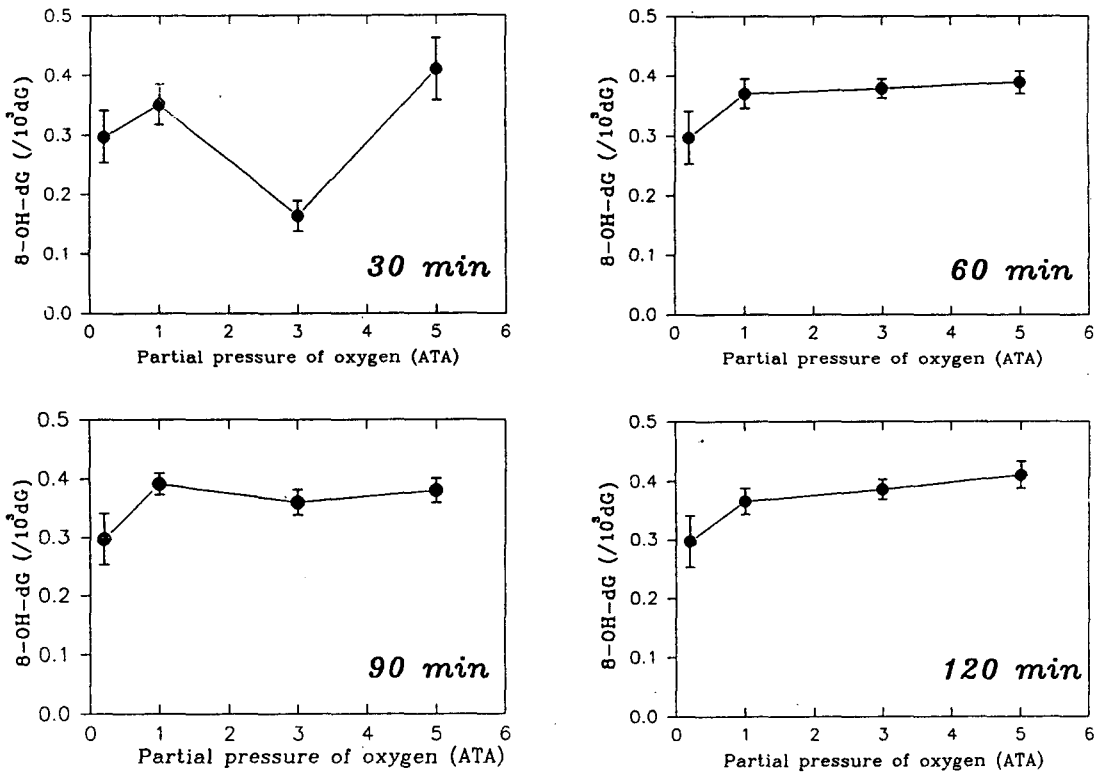 0.5
0.4
0.3
0.2
0.1
0.0
8-OH-dG (/10³dG)
30 min
0 1 2 3 4 5 6
Partial pressure of oxygen (ATA)
0.5
0.4
0.3
0.2
0.1
0.0
8-OH-dG (/10³dG)
60 min
0 1 2 3 4 5 6
Partial pressure of oxygen (ATA)
0.5
0.4
0.3
0.2
0.1
0.0
8-OH-dG (/10³dG)
90 min
0 1 2 3 4 5 6
Partial pressure of oxygen (ATA)
0.5
0.4
0.3
0.2
0.1
0.0
8-OH-dG (/10³dG)
120 min
0 1 2 3 4 5 6
Partial pressure of oxygen (ATA)